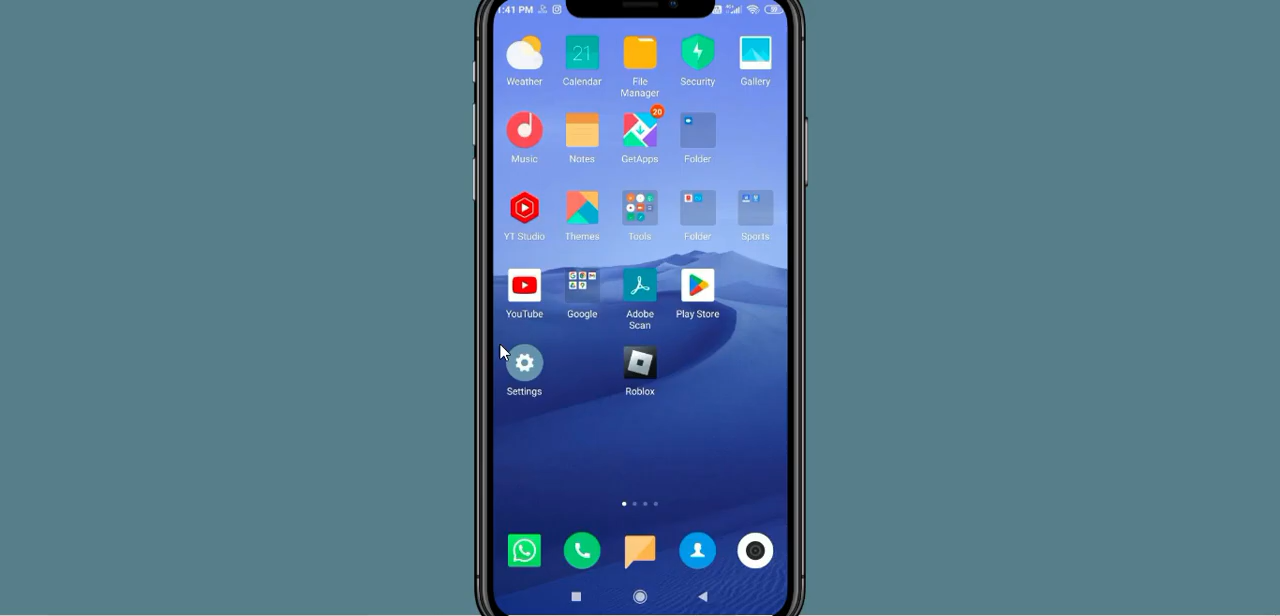 1:41 PM
Weather
Calendar
File
Manager
Security
Gallery
21
20
Music
Notes
GetApps
Folder
YT Studio
Themes
Tools
Folder
Sports
YouTube
Google
Adobe
Scan
Play Store
Settings
Roblox